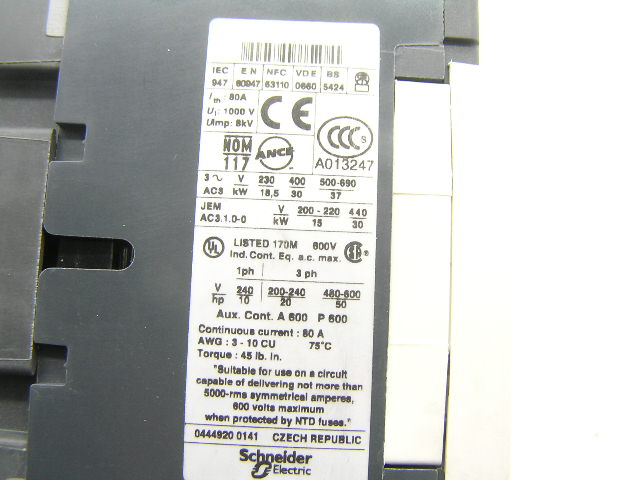 IEC EN NFC VDE BS
947 60947 63110 0660 5424
Ith : 80A
Ui : 1000 V
Uimp: 8kV
CE
CCC S
NOM 117
ANCE
A013247
3 ~ V 230 400 500-690
AC3 kW 18,5 30 37
JEM V 200 - 220 440
AC3.1.0-0 kW 15 30
UL LISTED 170M 600V
Ind. Cont. Eq. a.c. max.
1ph 3 ph
V 240 200-240 480-600
hp 10 20 50
Aux. Cont. A 600 P 600
Continuous current : 80 A
AWG : 3 - 10 CU 75°C
Torque : 45 lb. in.
"Suitable for use on a circuit
capable of delivering not more than
5000-rms symmetrical amperes,
600 volts maximum
when protected by NTD fuses."
0444920 0141 CZECH REPUBLIC
Schneider
Electric